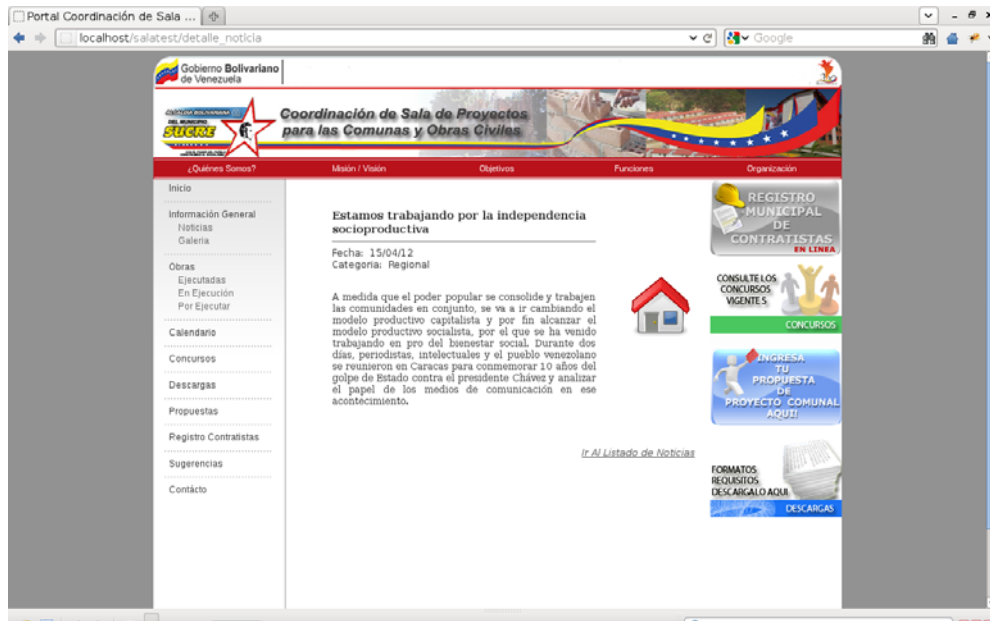 Portal Coordinación de Sala ...
localhost/salatest/detalle_noticia
Google
Gobierno Bolivariano
de Venezuela
ALCALDIA BOLIVARIANA
DEL MUNICIPIO
SUCRE
Coordinación de Sala de Proyectos
para las Comunas y Obras Civiles
¿Quiénes Somos?
Misión / Visión
Objetivos
Funciones
Organización
Inicio
Información General
Noticias
Galeria
Obras
Ejecutadas
En Ejecución
Por Ejecutar
Calendario
Concursos
Descargas
Propuestas
Registro Contratistas
Sugerencias
Contácto
Estamos trabajando por la independencia
socioproductiva
Fecha: 15/04/12
Categoria: Regional
A medida que el poder popular se consolide y trabajen
las comunidades en conjunto, se va a ir cambiando el
modelo productivo capitalista y por fin alcanzar el
modelo productivo socialista, por el que se ha venido
trabajando en pro del bienestar social. Durante dos
días, periodistas, intelectuales y el pueblo venezolano
se reunieron en Caracas para conmemorar 10 años del
golpe de Estado contra el presidente Chávez y analizar
el papel de los medios de comunicación en ese
acontecimiento.
Ir Al Listado de Noticias
REGISTRO
MUNICIPAL
DE
CONTRATISTAS
EN LINEA
CONSULTE LOS
CONCURSOS
VIGENTES
CONCURSOS
INGRESA
TU
PROPUESTA
DE
PROYECTO COMUNAL
AQUI!
FORMATOS
REQUISITOS
DESCARGALO AQUI
DESCARGAS